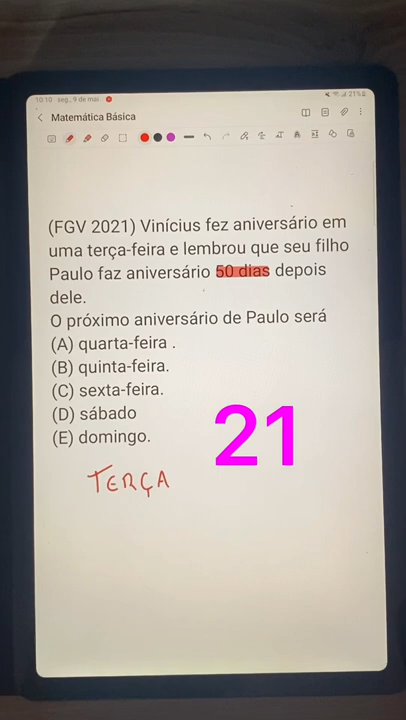 10:10 seg., 9 de mai.
21%
Matemática Básica
(FGV 2021) Vinícius fez aniversário em
uma terça-feira e lembrou que seu filho
Paulo faz aniversário 50 dias depois
dele.
O próximo aniversário de Paulo será
(A) quarta-feira .
(B) quinta-feira.
(C) sexta-feira.
(D) sábado
(E) domingo.
21
TERÇA